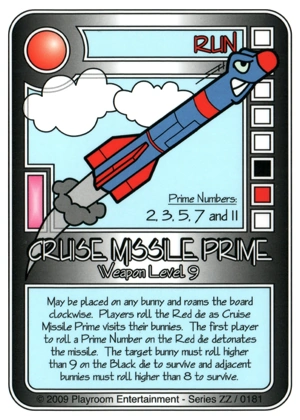 RUN
Prime Numbers:
2, 3, 5, 7 and 11
CRUISE MISSILE PRIME
Weapon Level 9
May be placed on any bunny and roams the board
clockwise. Players roll the Red die as Cruise
Missile Prime visits their bunnies. The first player
to roll a Prime Number on the Red die detonates
the missile. The target bunny must roll higher
than 9 on the Black die to survive and adjacent
bunnies must roll higher than 8 to survive.
© 2009 Playroom Entertainment - Series ZZ / 0181